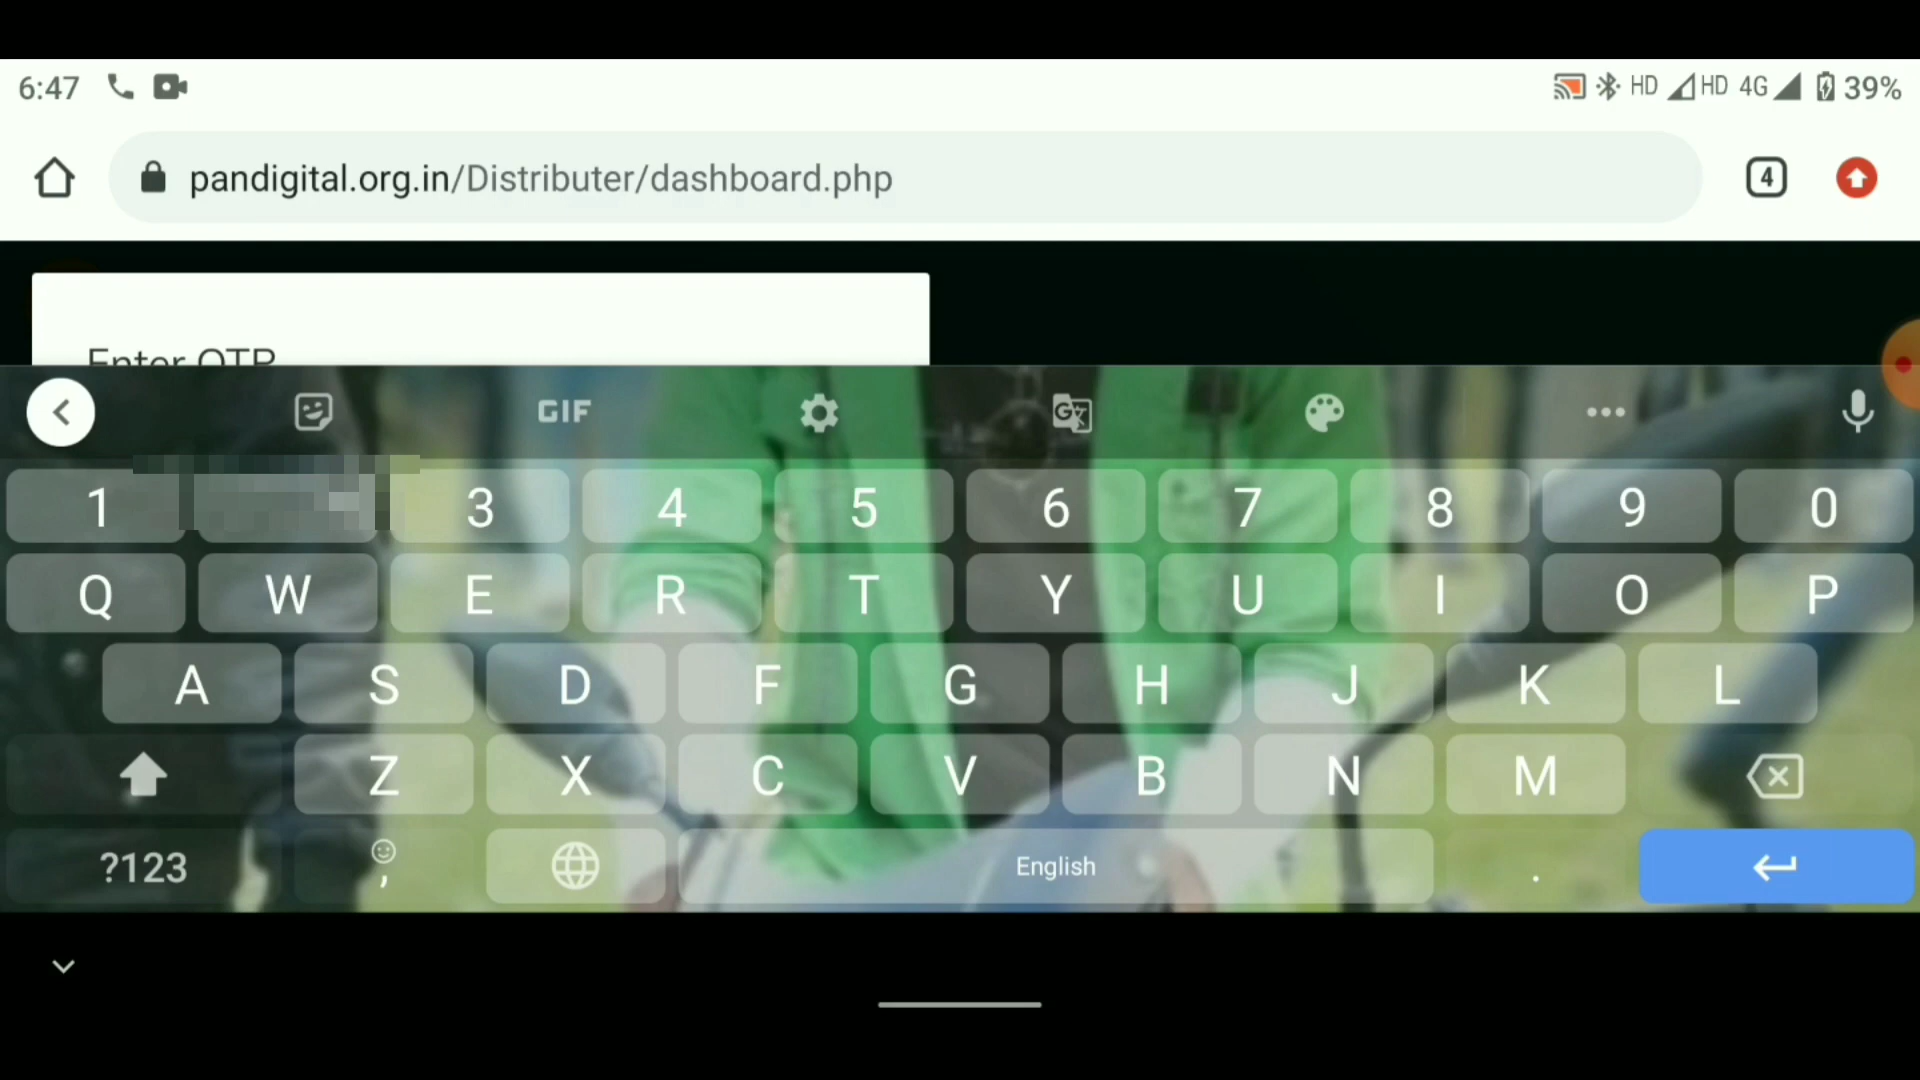 6:47 HD HD 4G 39%
pandigital.org.in/Distributer/dashboard.php 4
Enter OTP
GIF G
1 3 4 5 6 7 8 9 0
Q W E R T Y U I O P
A S D F G H J K L
Z X C V B N M
?123 , English .